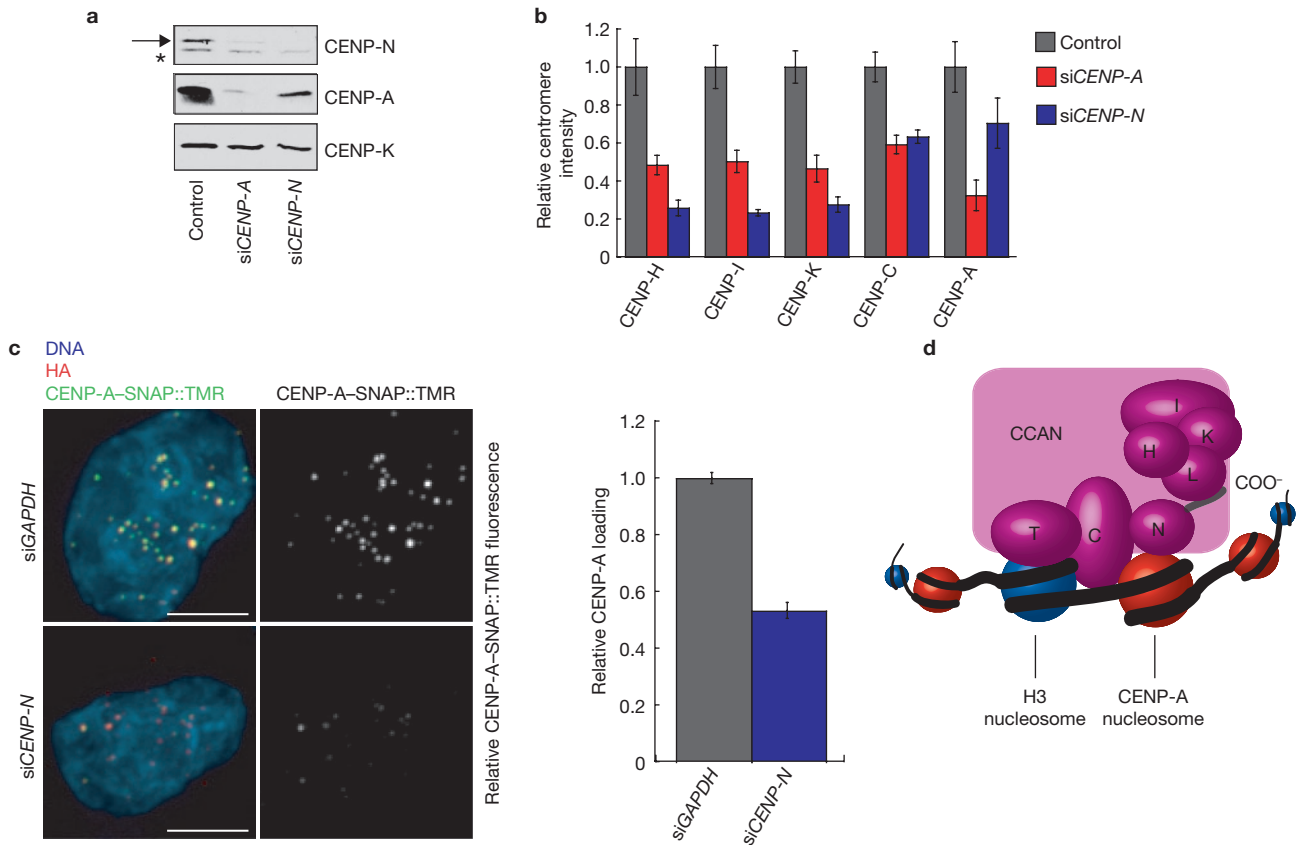 a
CENP-N
*
CENP-A
CENP-K
Control
siCENP-A
siCENP-N
b
Relative centromere
intensity
1.2
1.0
0.8
0.6
0.4
0.2
0
CENP-H
CENP-I
CENP-K
CENP-C
CENP-A
Control
siCENP-A
siCENP-N
c
DNA
HA
CENP-A–SNAP::TMR
CENP-A–SNAP::TMR
siGAPDH
siCENP-N
Relative CENP-A–SNAP::TMR fluorescence
Relative CENP-A loading
1.2
1.0
0.8
0.6
0.4
0.2
0
siGAPDH
siCENP-N
d
CCAN
I
H
K
L
COO⁻
T
C
N
H3
nucleosome
CENP-A
nucleosome